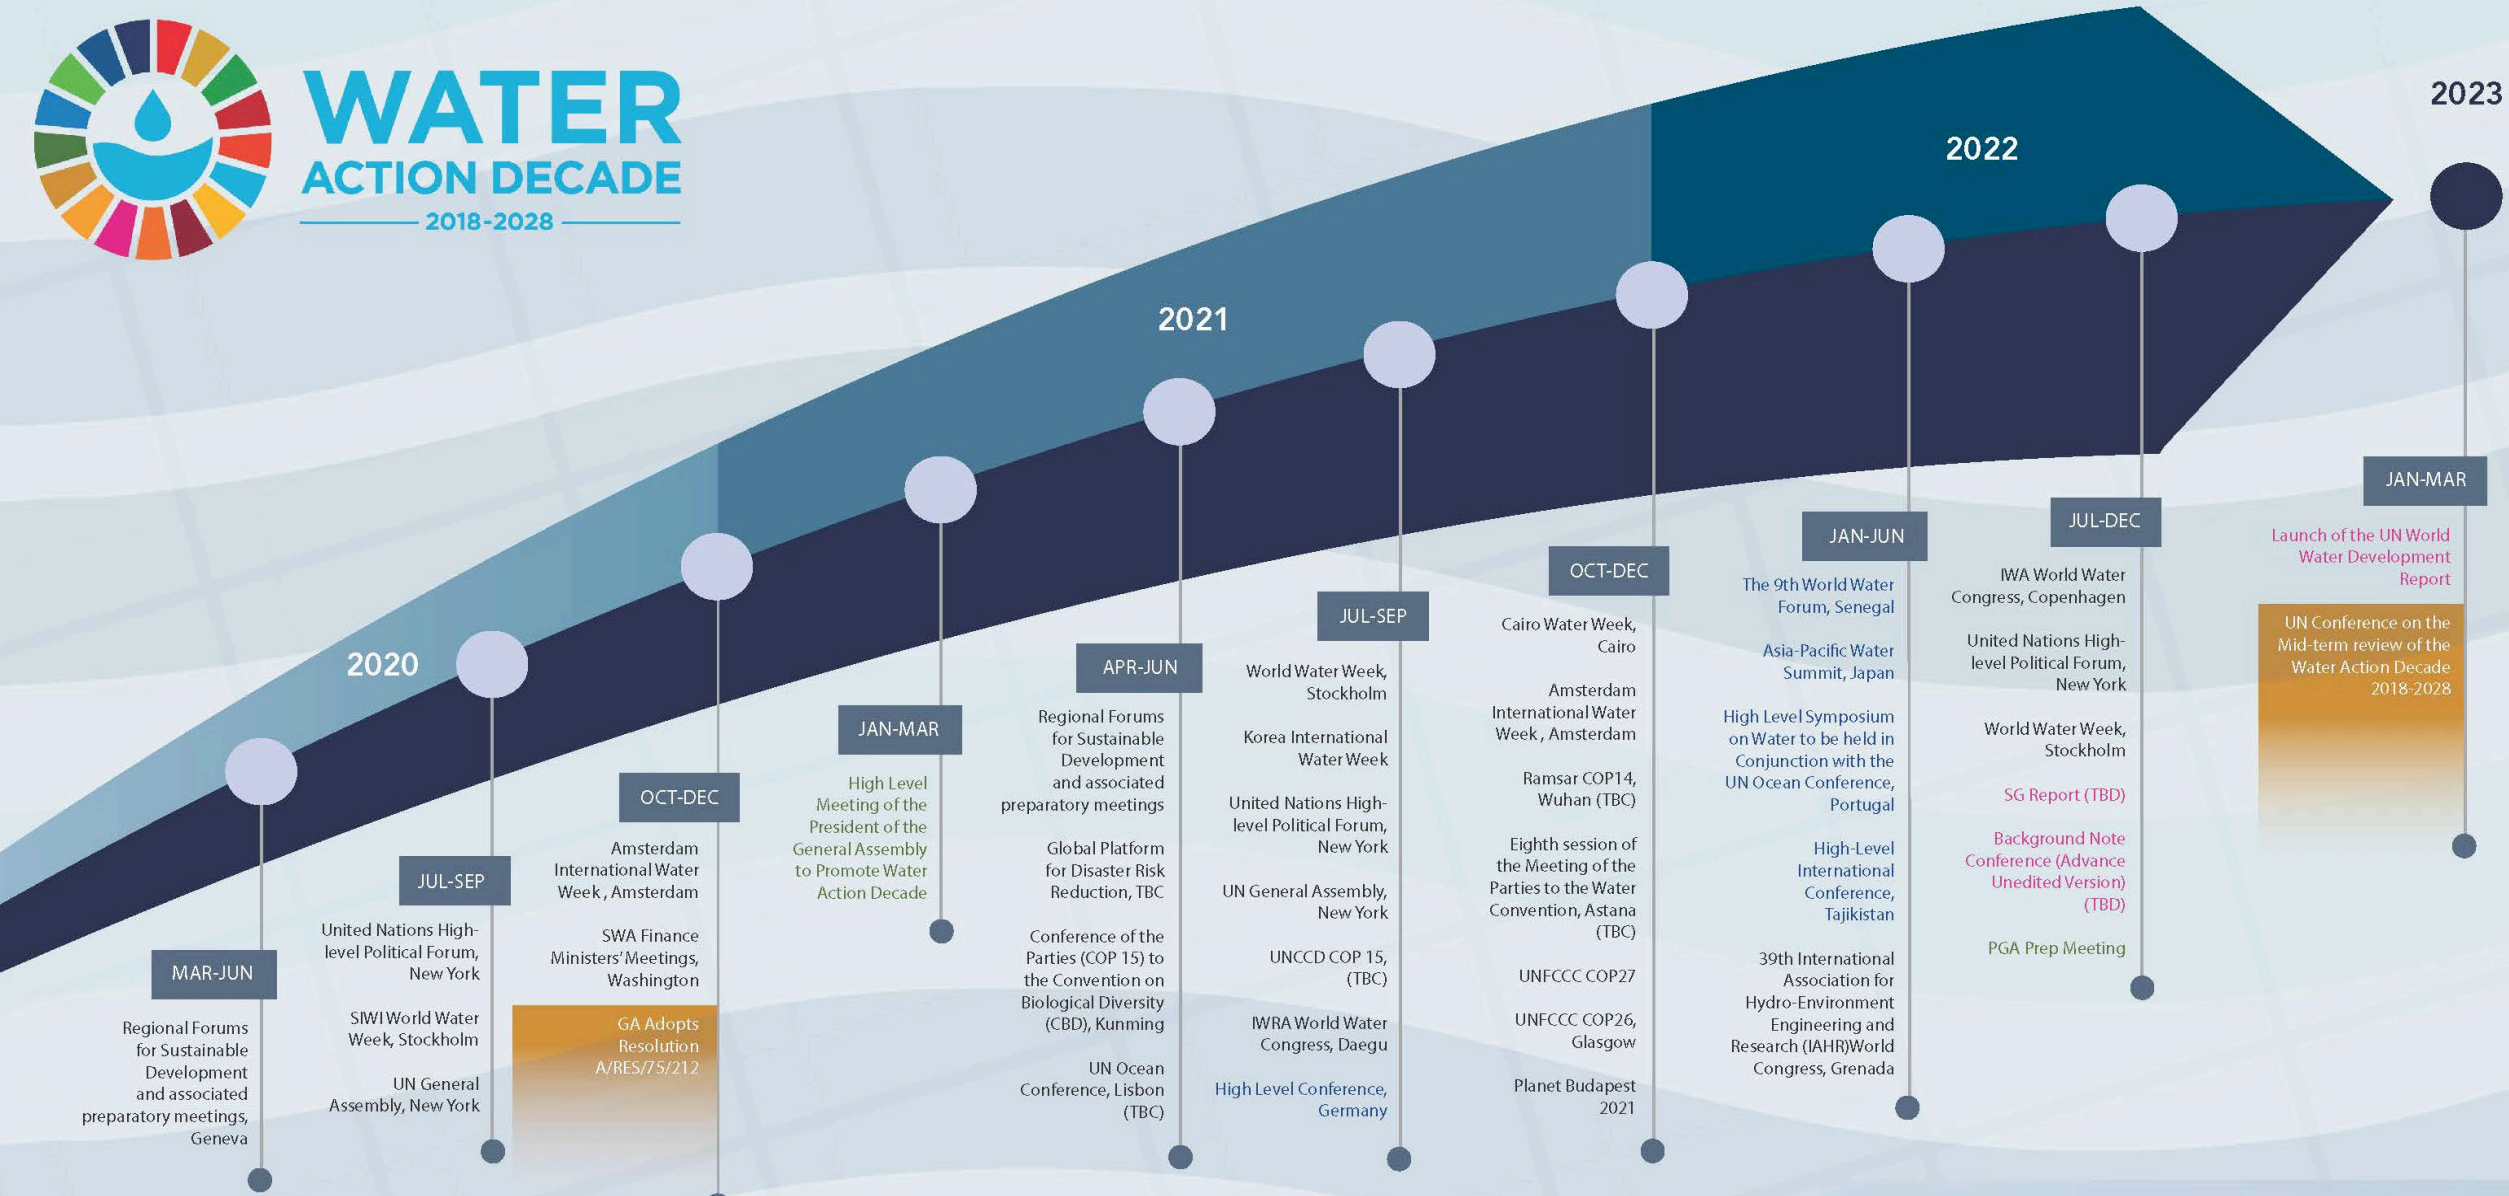 WATER
ACTION DECADE
2018-2028
2020
2021
2022
2023
MAR-JUN
Regional Forums
for Sustainable
Development
and associated
preparatory meetings,
Geneva
JUL-SEP
United Nations High-
level Political Forum,
New York
SIWI World Water
Week, Stockholm
UN General
Assembly, New York
OCT-DEC
Amsterdam
International Water
Week, Amsterdam
SWA Finance
Ministers' Meetings,
Washington
GA Adopts
Resolution
A/RES/75/212
JAN-MAR
High Level
Meeting of the
President of the
General Assembly
to Promote Water
Action Decade
APR-JUN
Regional Forums
for Sustainable
Development
and associated
preparatory meetings
Global Platform
for Disaster Risk
Reduction, TBC
Conference of the
Parties (COP 15) to
the Convention on
Biological Diversity
(CBD), Kunming
UN Ocean
Conference, Lisbon
(TBC)
JUL-SEP
World Water Week,
Stockholm
Korea International
Water Week
United Nations High-
level Political Forum,
New York
UN General Assembly,
New York
UNCCD COP 15,
(TBC)
IWRA World Water
Congress, Daegu
High Level Conference,
Germany
OCT-DEC
Cairo Water Week,
Cairo
Amsterdam
International Water
Week , Amsterdam
Ramsar COP14,
Wuhan (TBC)
Eighth session of
the Meeting of the
Parties to the Water
Convention, Astana
(TBC)
UNFCCC COP27
UNFCCC COP26,
Glasgow
Planet Budapest
2021
JAN-JUN
The 9th World Water
Forum, Senegal
Asia-Pacific Water
Summit, Japan
High Level Symposium
on Water to be held in
Conjunction with the
UN Ocean Conference,
Portugal
High-Level
International
Conference,
Tajikistan
39th International
Association for
Hydro-Environment
Engineering and
Research (IAHR)World
Congress, Grenada
JUL-DEC
IWA World Water
Congress, Copenhagen
United Nations High-
level Political Forum,
New York
World Water Week,
Stockholm
SG Report (TBD)
Background Note
Conference (Advance
Unedited Version)
(TBD)
PGA Prep Meeting
JAN-MAR
Launch of the UN World
Water Development
Report
UN Conference on the
Mid-term review of the
Water Action Decade
2018-2028